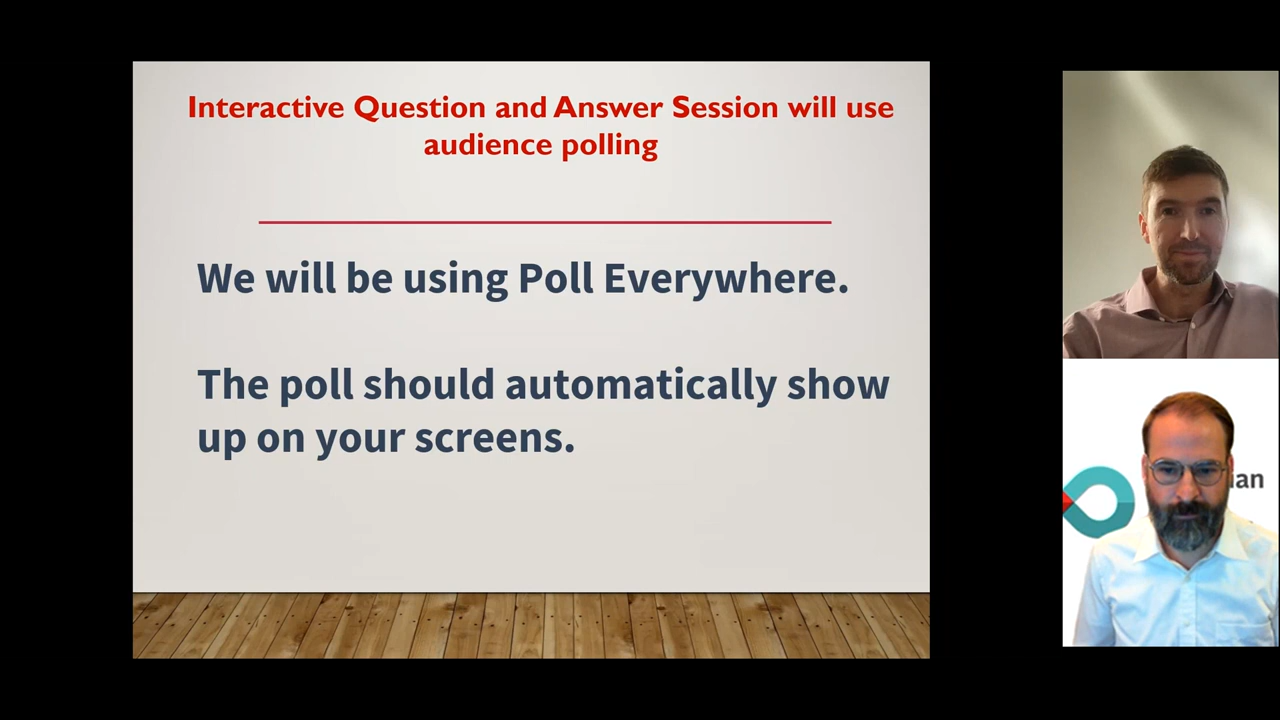 Interactive Question and Answer Session will use
audience polling
We will be using Poll Everywhere.
The poll should automatically show
up on your screens.
ian